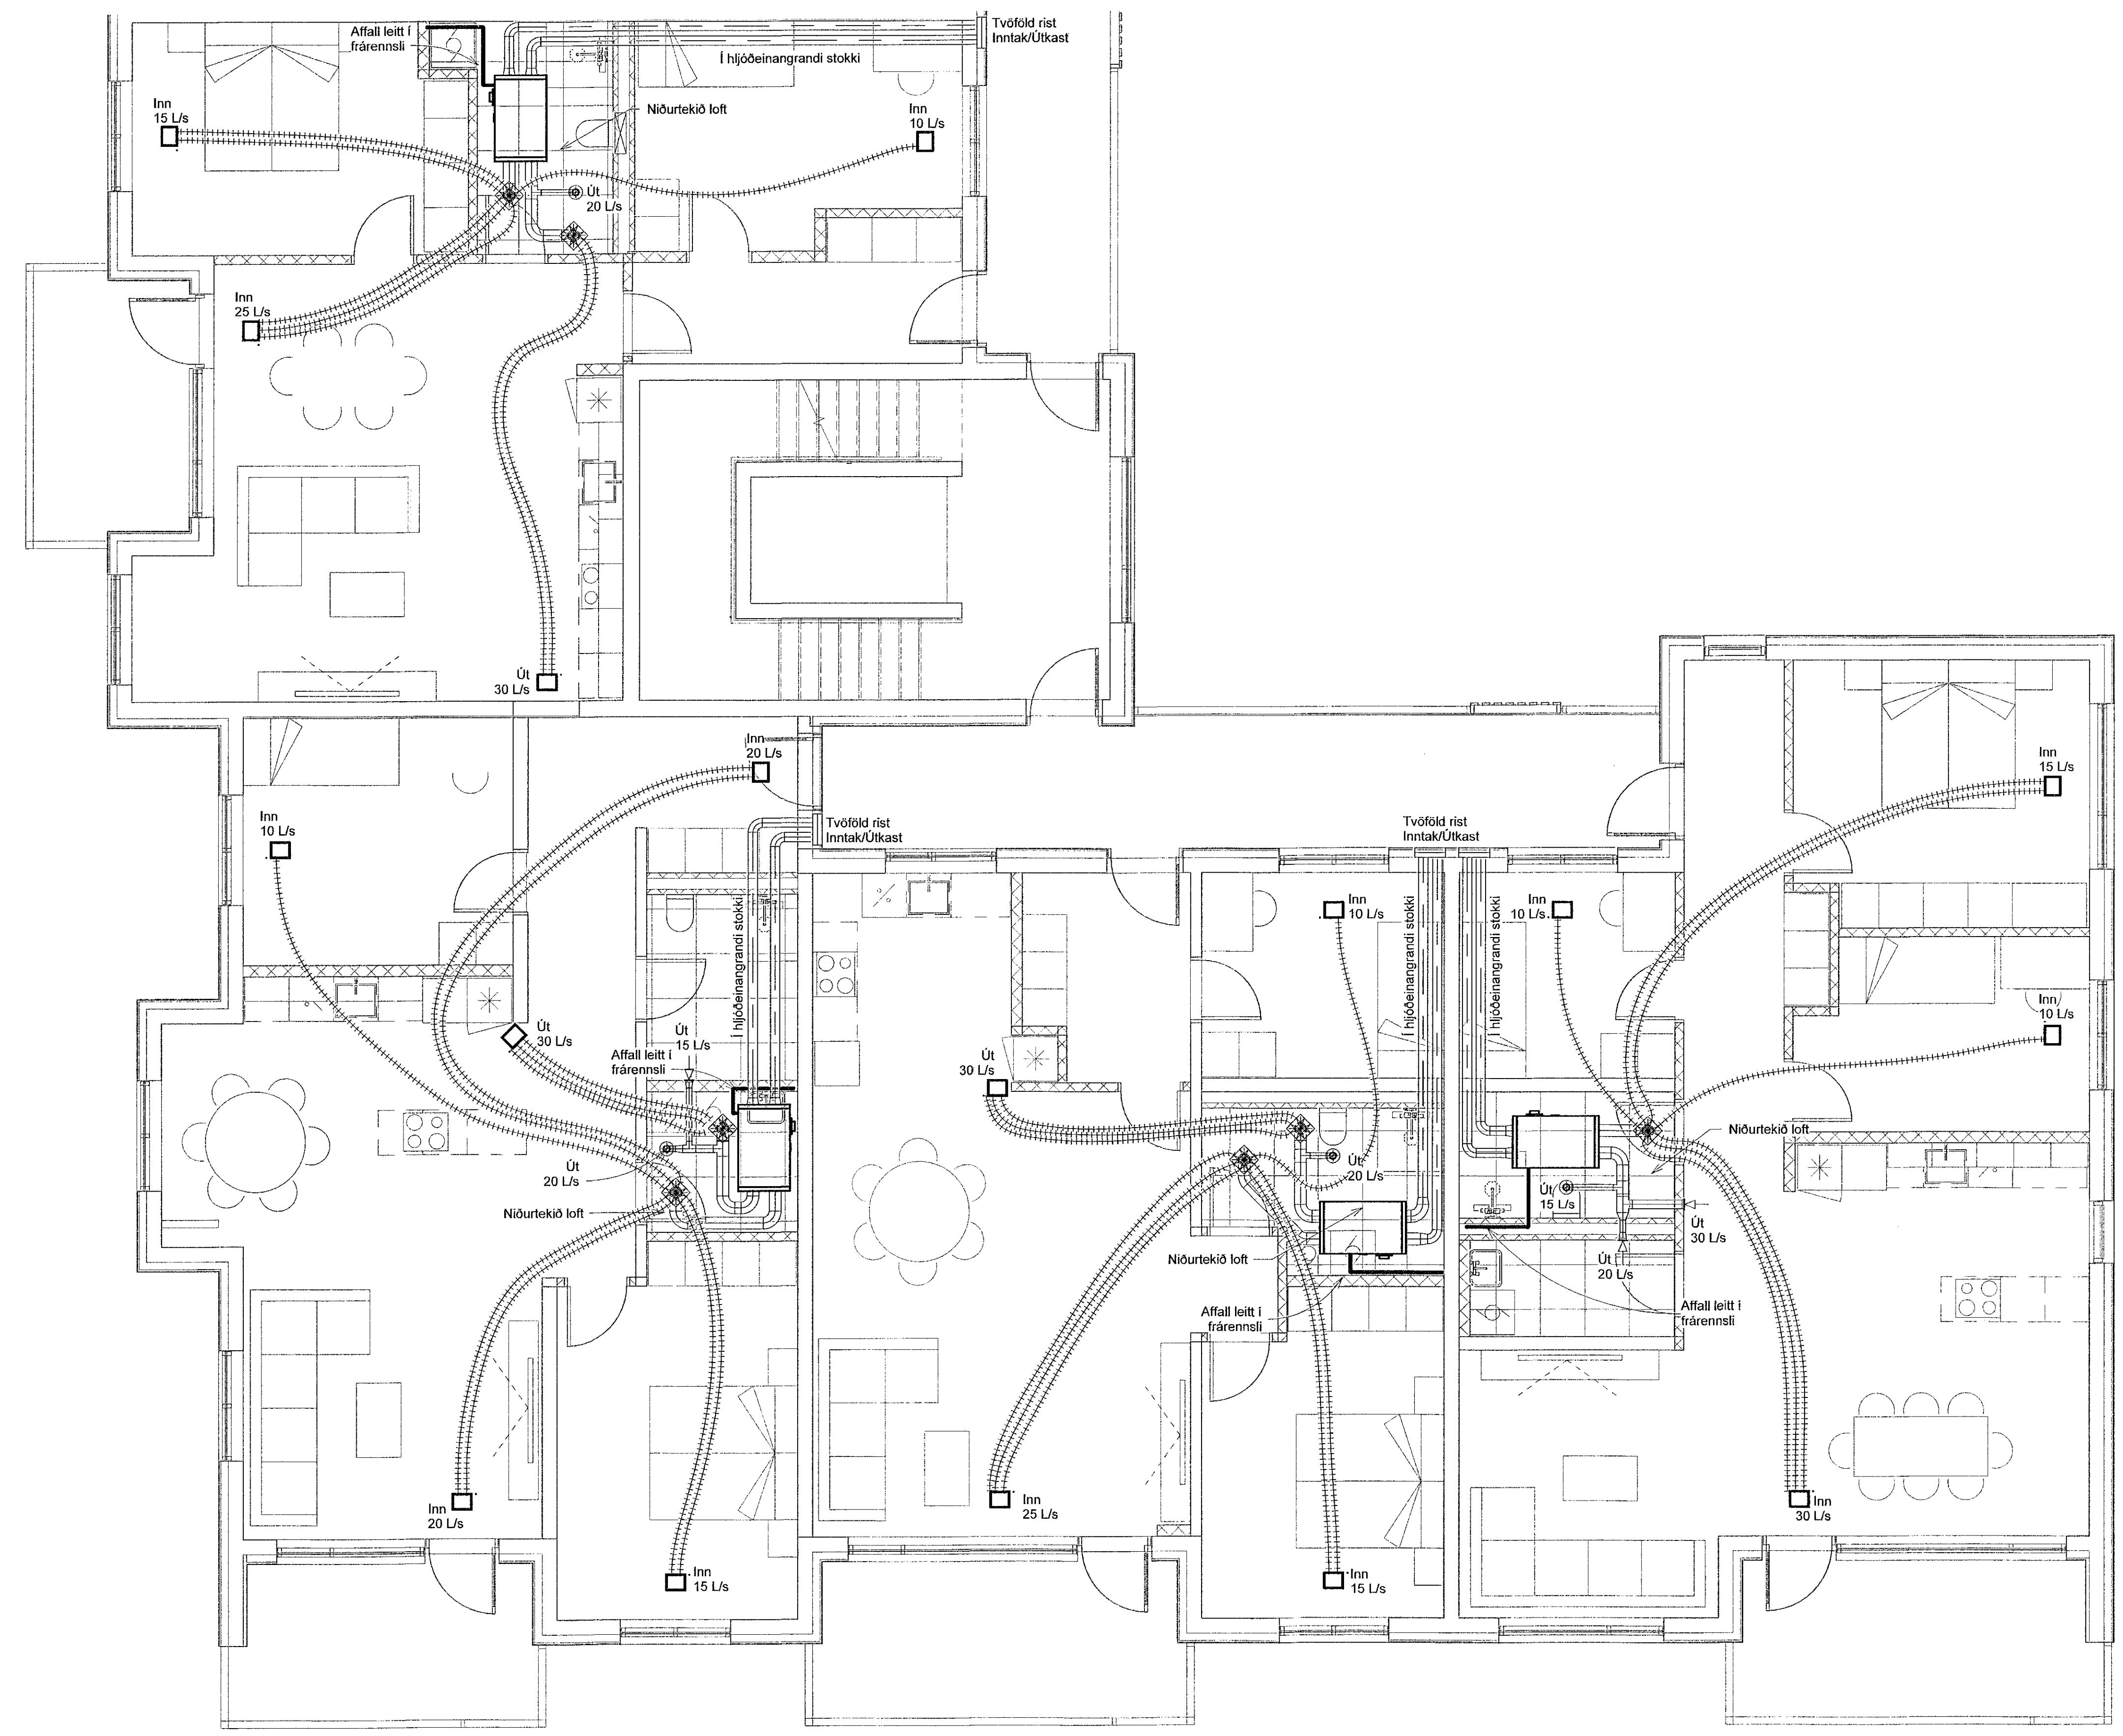 Affall leitt í
frárennsli
Tvöföld rist
Inntak/Útkast
Í hljóðeinangrandi stokki
Inn
15 L/s
Niðurtekið loft
Inn
10 L/s
Út
20 L/s
Inn
25 L/s
Út
30 L/s
Inn
20 L/s
Inn
10 L/s
Tvöföld rist
Inntak/Útkast
Í hljóðeinangrandi stokki
Út
30 L/s
Út
15 L/s
Affall leitt í
frárennsli
Út
20 L/s
Niðurtekið loft
Inn
20 L/s
Inn
15 L/s
Tvöföld rist
Inntak/Útkast
Inn
10 L/s
Í hljóðeinangrandi stokki
Út
30 L/s
Út
20 L/s
Niðurtekið loft
Affall leitt í
frárennsli
Inn
25 L/s
Inn
15 L/s
Í hljóðeinangrandi stokki
Inn
10 L/s
Inn
15 L/s
Inn
10 L/s
Niðurtekið loft
Út
15 L/s
Út
30 L/s
Út
20 L/s
Affall leitt í
frárennsli
Inn
30 L/s